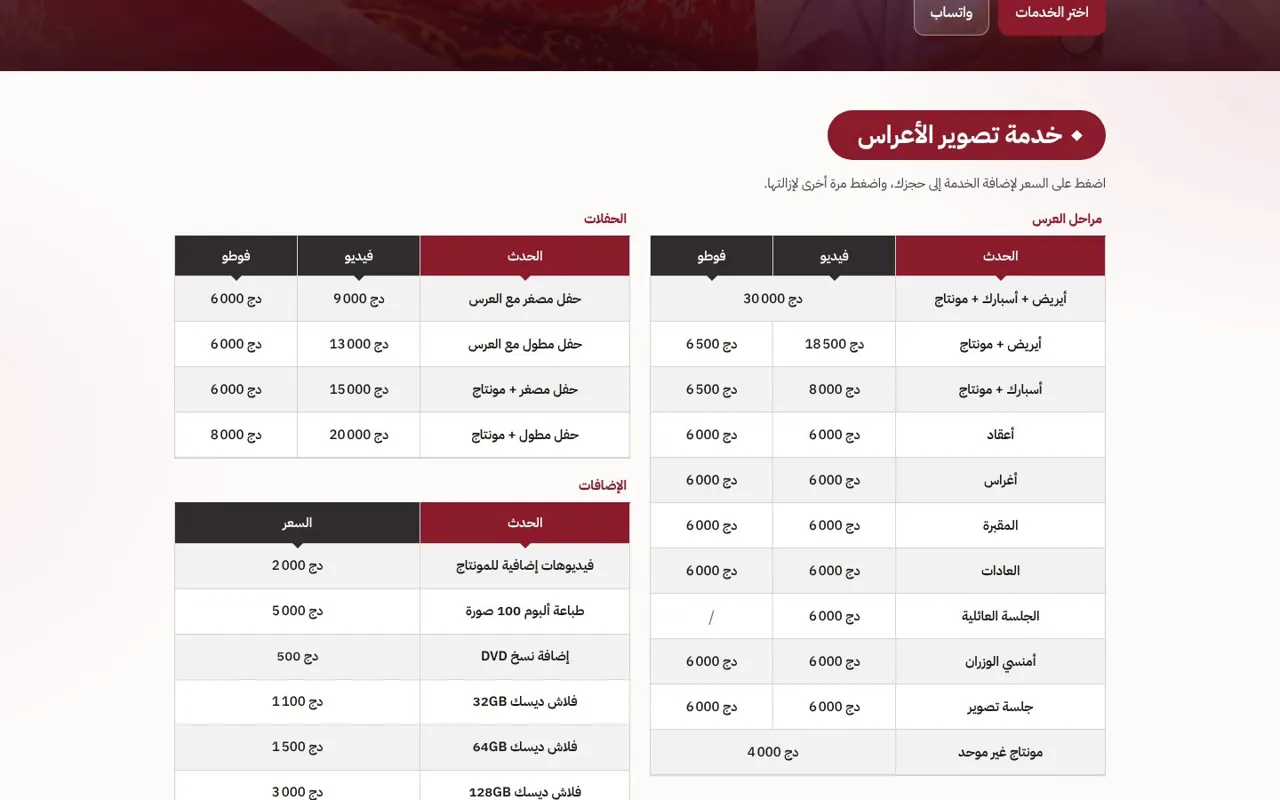 اختر الخدمات
واتساب
خدمة تصوير الأعراس
اضغط على السعر لإضافة الخدمة إلى حجزك، واضغط مرة أخرى لإزالتها.
مراحل العرس
الحدث فيديو فوطو
أيريض + أسبارك + مونتاج 30 000 دج
أيريض + مونتاج 18 500 دج 6 500 دج
أسبارك + مونتاج 8 000 دج 6 500 دج
أعقاد 6 000 دج 6 000 دج
أغراس 6 000 دج 6 000 دج
المقبرة 6 000 دج 6 000 دج
العادات 6 000 دج 6 000 دج
الجلسة العائلية 6 000 دج /
أمنسي الوزران 6 000 دج 6 000 دج
جلسة تصوير 6 000 دج 6 000 دج
مونتاج غير موحد 4 000 دج
الحفلات
الحدث فيديو فوطو
حفل مصغر مع العرس 9 000 دج 6 000 دج
حفل مطول مع العرس 13 000 دج 6 000 دج
حفل مصغر + مونتاج 15 000 دج 6 000 دج
حفل مطول + مونتاج 20 000 دج 8 000 دج
الإضافات
الحدث السعر
فيديوهات إضافية للمونتاج 2 000 دج
طباعة ألبوم 100 صورة 5 000 دج
إضافة نسخ DVD 500 دج
فلاش ديسك 32GB 1 100 دج
فلاش ديسك 64GB 1 500 دج
فلاش ديسك 128GB 3 000 دج